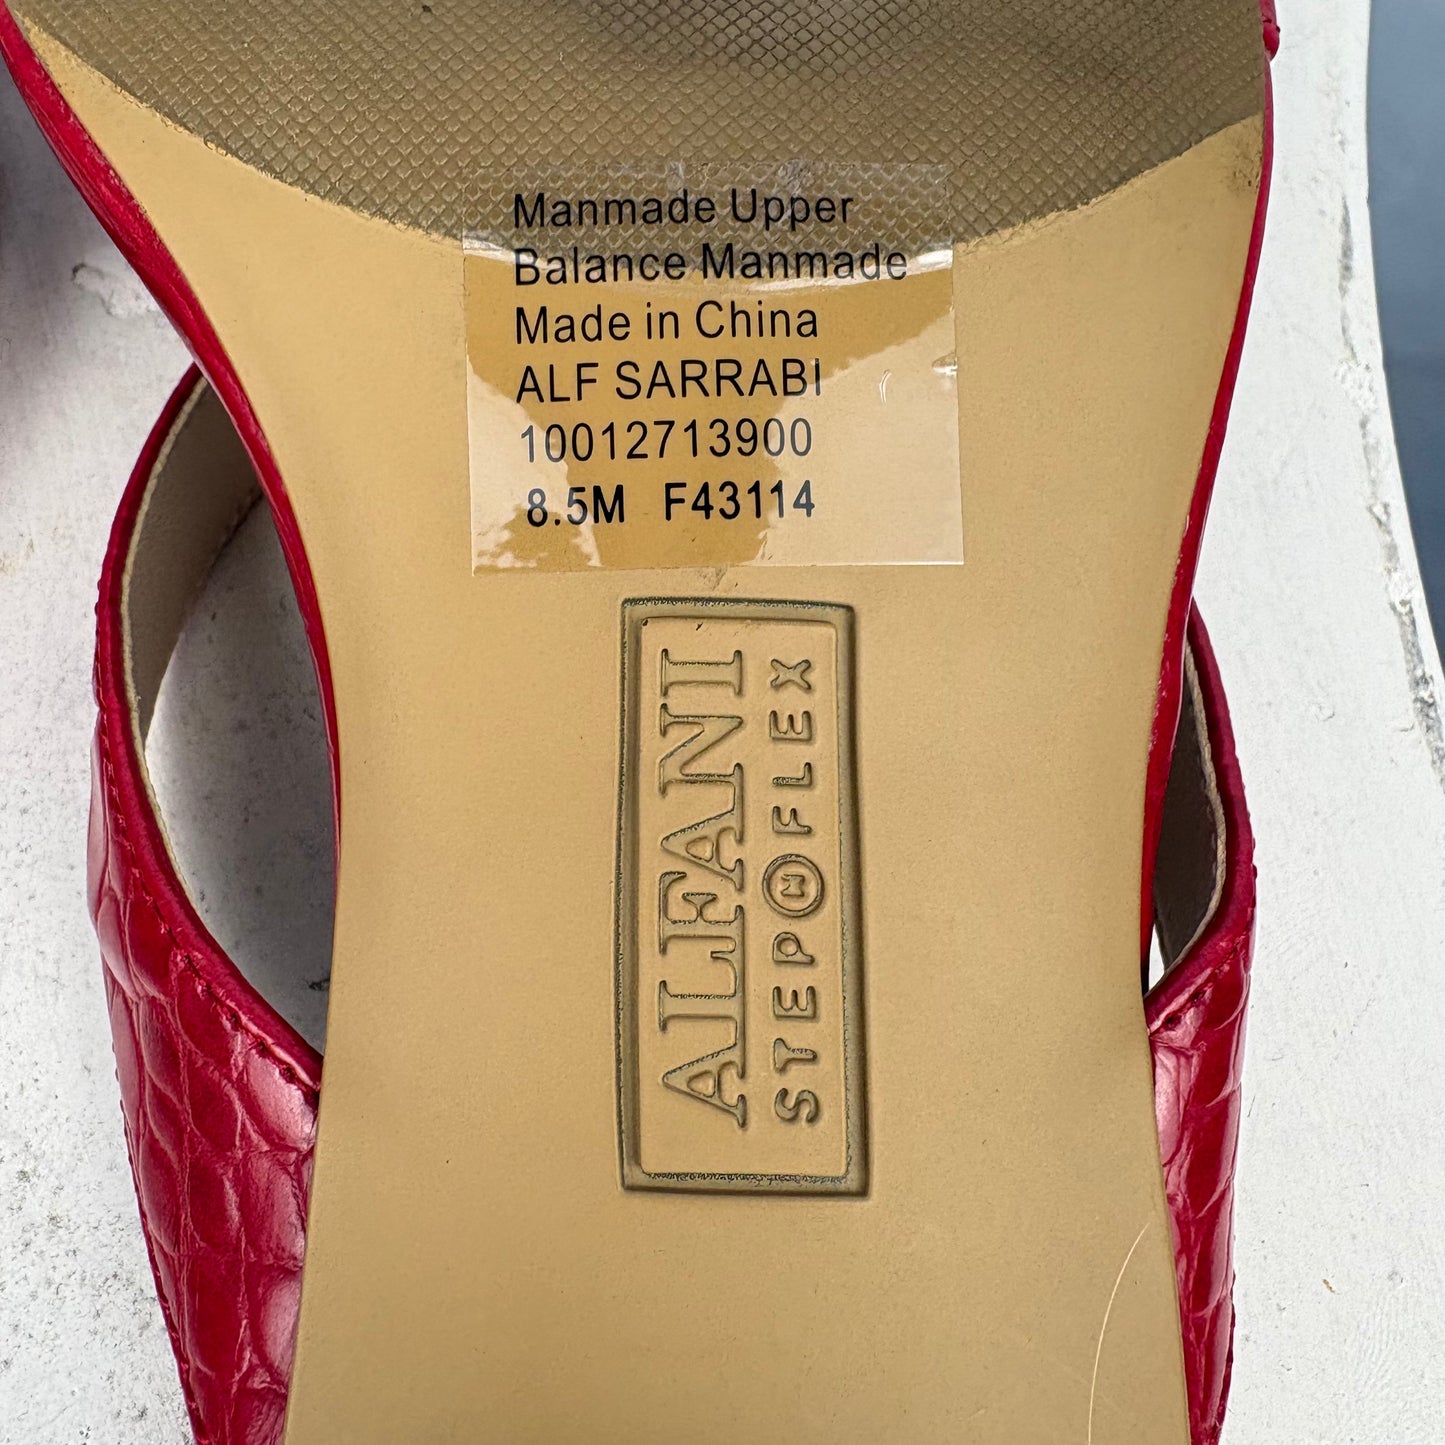 Manmade Upper
Balance Manmade
Made in China
ALF SARRABI
10012713900
8.5M F43114
ALFANI
STEP N FLEX